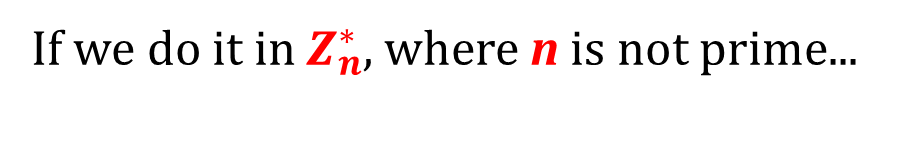 If we do it in Z*n, where n is not prime...